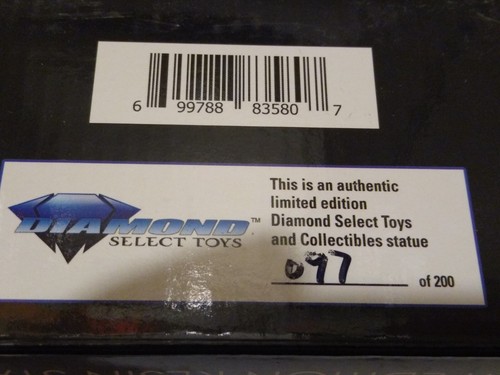 6 99788 83580 7
This is an authentic
limited edition
DIAMOND™ Diamond Select Toys
SELECT TOYS and Collectibles statue
097 of 200